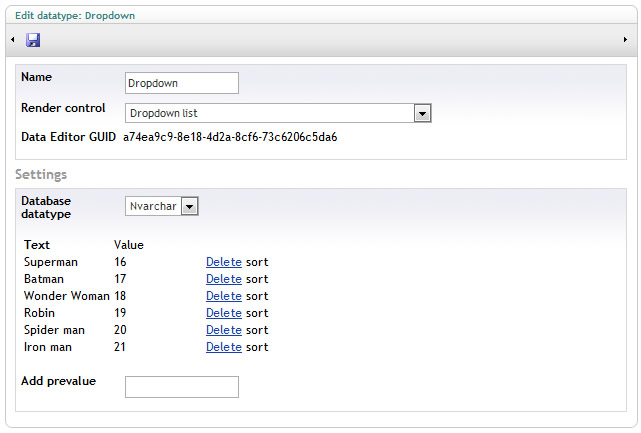 Edit datatype: Dropdown
Name Dropdown
Render control Dropdown list
Data Editor GUID a74ea9c9-8e18-4d2a-8cf6-73c6206c5da6
Settings
Database
datatype Nvarchar
Text Value
Superman 16 Delete sort
Batman 17 Delete sort
Wonder Woman 18 Delete sort
Robin 19 Delete sort
Spider man 20 Delete sort
Iron man 21 Delete sort
Add prevalue